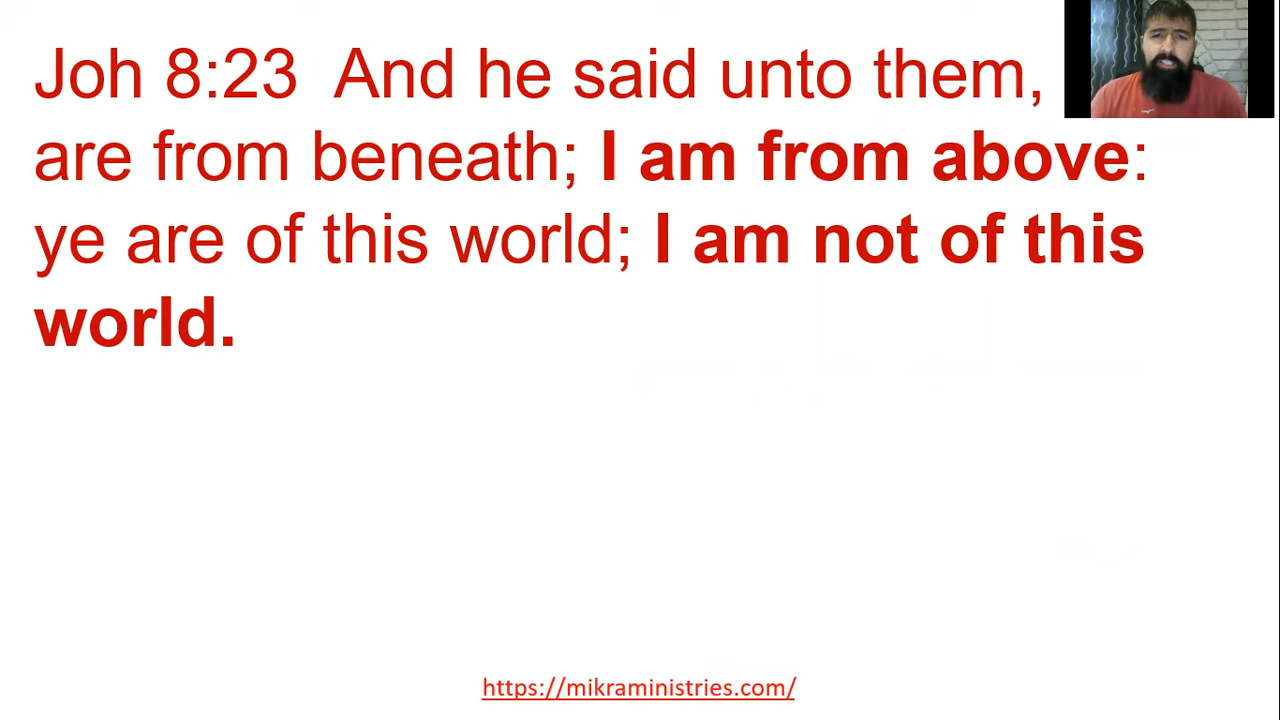 Joh 8:23  And he said unto them,
are from beneath; I am from above:
ye are of this world; I am not of this
world.
https://mikraministries.com/